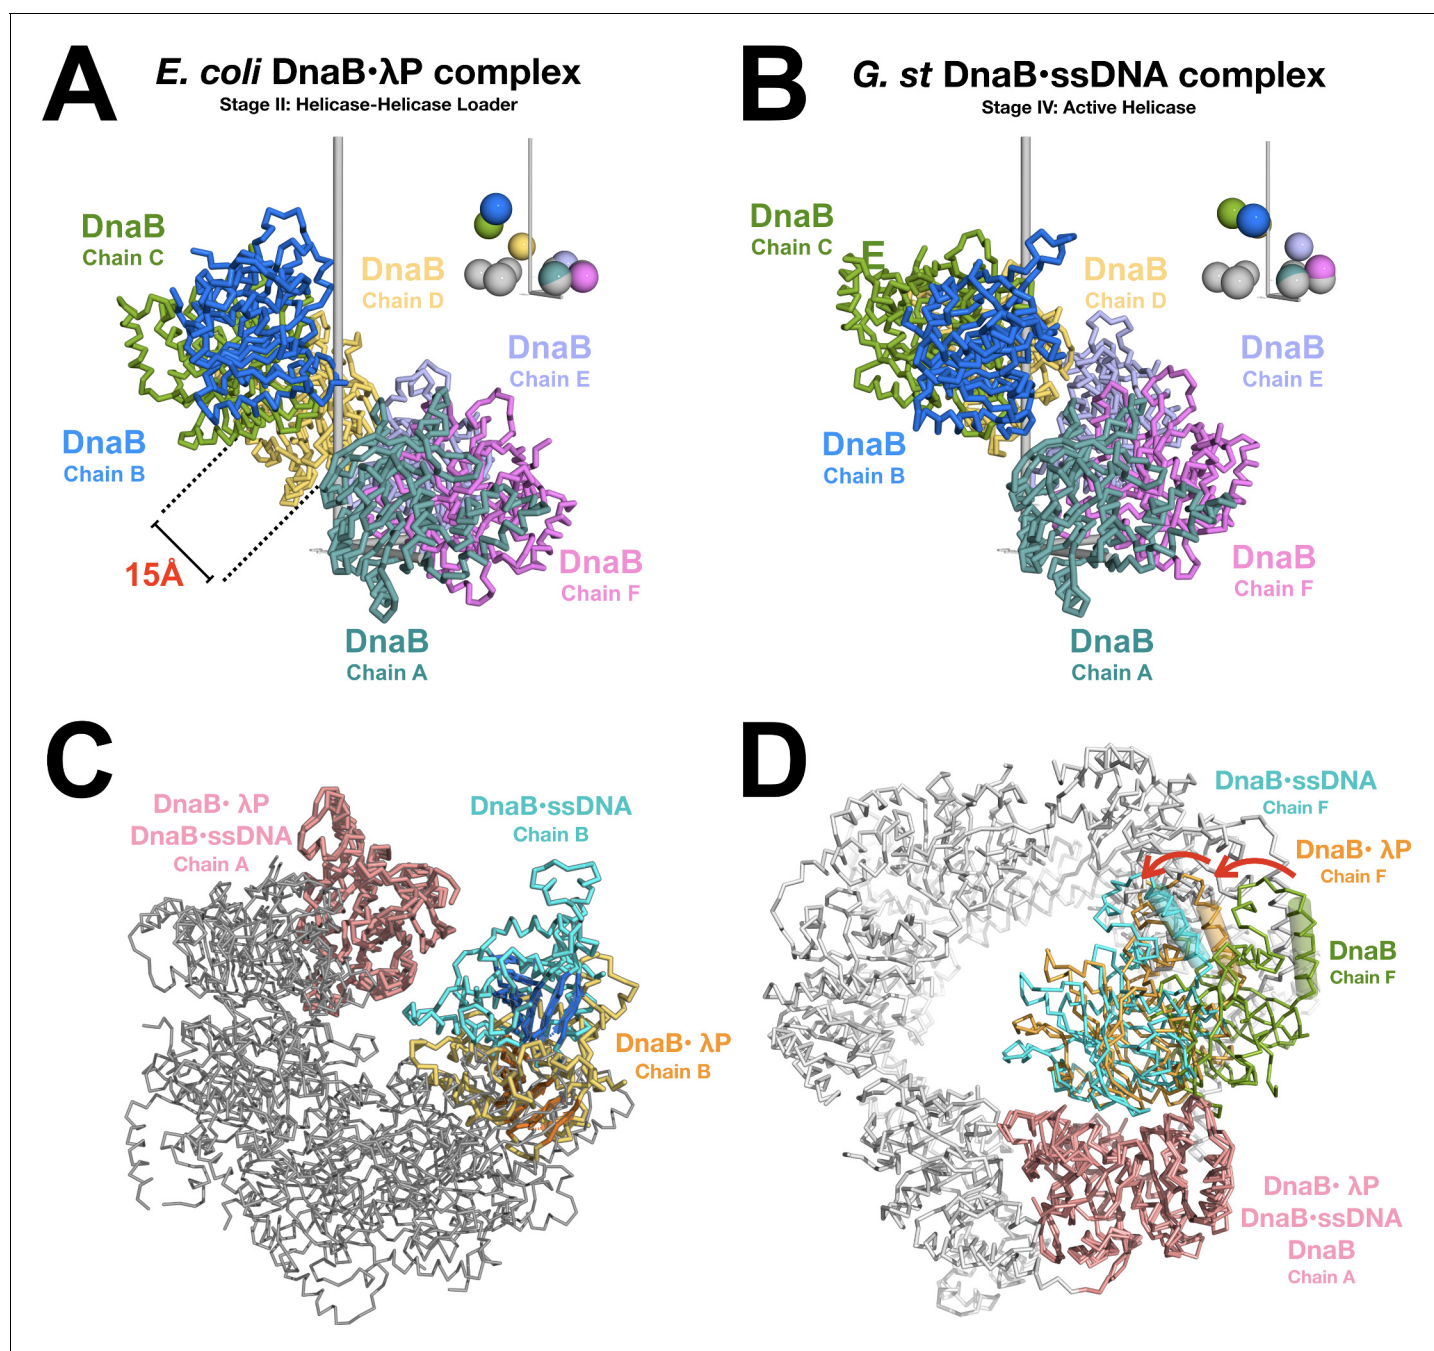 A
E. coli DnaB•λP complex
Stage II: Helicase-Helicase Loader
DnaB
Chain C
DnaB
Chain D
DnaB
Chain E
DnaB
Chain B
15Å
DnaB
Chain F
DnaB
Chain A
B
G. st DnaB•ssDNA complex
Stage IV: Active Helicase
DnaB
Chain C
E
DnaB
Chain D
DnaB
Chain E
DnaB
Chain B
DnaB
Chain F
DnaB
Chain A
C
DnaB• λP
DnaB•ssDNA
Chain A
DnaB•ssDNA
Chain B
DnaB• λP
Chain B
D
DnaB•ssDNA
Chain F
DnaB• λP
Chain F
DnaB
Chain F
DnaB• λP
DnaB•ssDNA
DnaB
Chain A